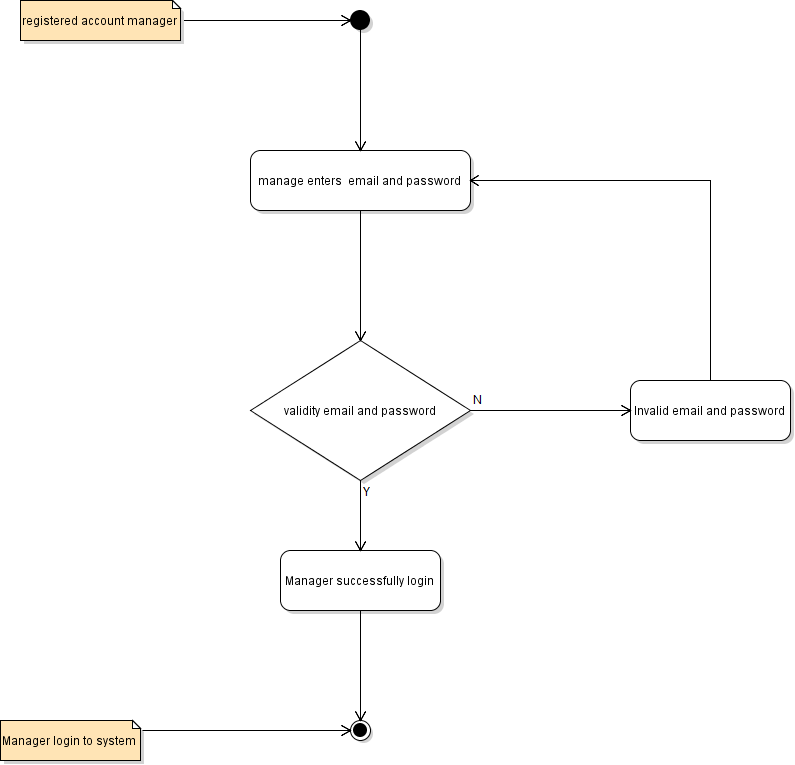 registered account manager
manage enters  email and password
validity email and password
N
Invalid email and password
Y
Manager successfully login
Manager login to system